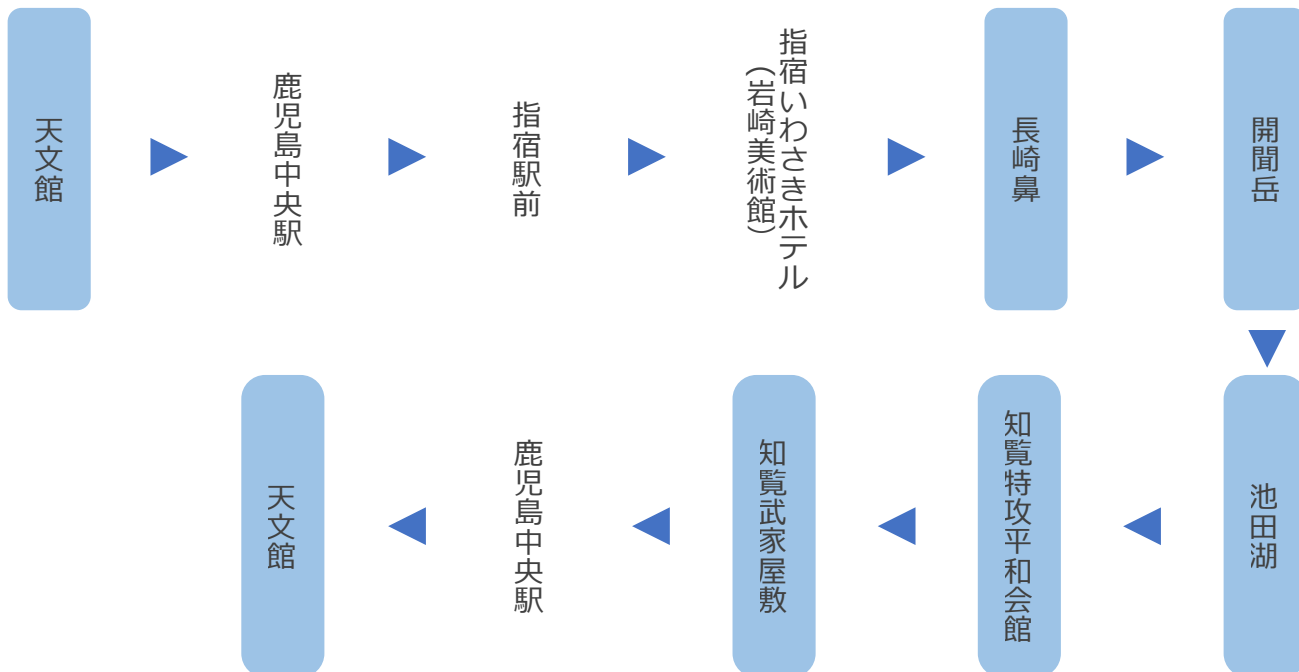 天文館
鹿児島中央駅
指宿駅前
指宿いわさきホテル
（岩崎美術館）
長崎鼻
開聞岳
池田湖
知覧特攻平和会館
知覧武家屋敷
鹿児島中央駅
天文館